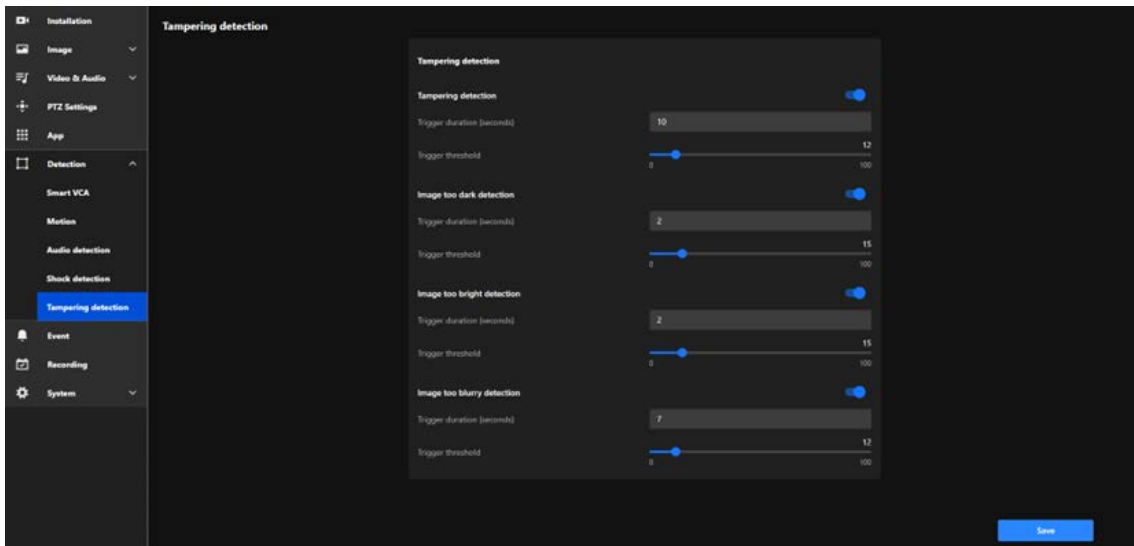 Installation
Image
Video & Audio
PTZ Settings
App
Detection
Smart VCA
Motion
Audio detection
Shock detection
Tampering detection
Event
Recording
System
Tampering detection
Tampering detection
Tampering detection
Trigger duration (seconds)
10
Trigger threshold
12
0
100
Image too dark detection
Trigger duration (seconds)
2
Trigger threshold
15
0
100
Image too bright detection
Trigger duration (seconds)
2
Trigger threshold
15
0
100
Image too blurry detection
Trigger duration (seconds)
7
Trigger threshold
12
0
100
Save